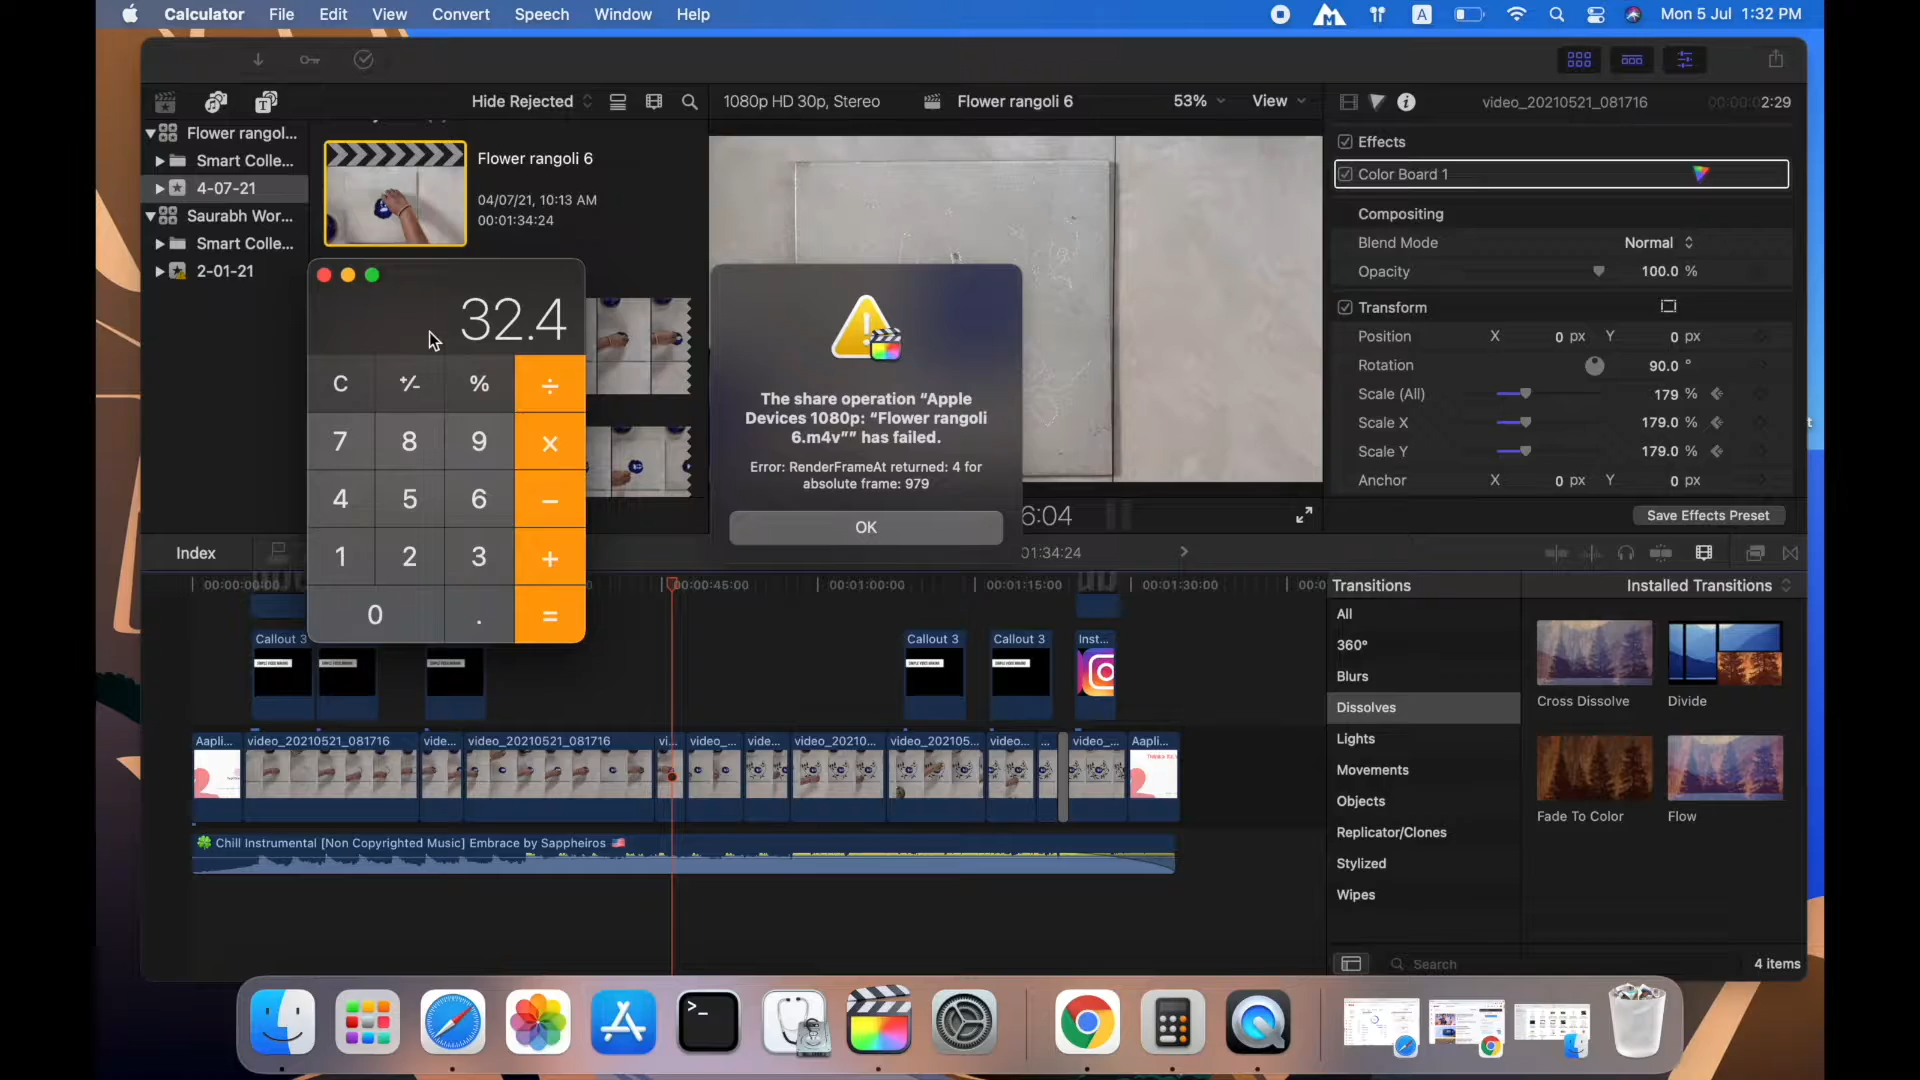 Calculator File Edit View Convert Speech Window Help
A Mon 5 Jul 1:32 PM
Hide Rejected
1080p HD 30p, Stereo
Flower rangoli 6
53% View
video_20210521_081716
00:00:02:29
Flower rangol...
Smart Colle...
4-07-21
Saurabh Wor...
Smart Colle...
2-01-21
Flower rangoli 6
04/07/21, 10:13 AM
00:01:34:24
32.4
C +/- % ÷
7 8 9 ×
4 5 6 −
1 2 3 +
0 . =
The share operation “Apple
Devices 1080p: “Flower rangoli
6.m4v”” has failed.
Error: RenderFrameAt returned: 4 for
absolute frame: 979
OK
Effects
Color Board 1
Compositing
Blend Mode Normal
Opacity 100.0 %
Transform
Position X 0 px Y 0 px
Rotation 90.0 °
Scale (All) 179 %
Scale X 179.0 %
Scale Y 179.0 %
Anchor X 0 px Y 0 px
Save Effects Preset
6:04
Index
01:34:24
00:00:00:00 00:00:45:00 00:01:00:00 00:01:15:00 00:01:30:00 00:0
Callout 3 Callout 3 Callout 3 Inst...
Aapli... video_20210521_081716 vide... video_20210521_081716 vi... video_... vide... video_20210... video_202105... video... ... video_... Aapli...
Chill Instrumental [Non Copyrighted Music] Embrace by Sappheiros
Transitions Installed Transitions
All
360°
Blurs
Dissolves
Lights
Movements
Objects
Replicator/Clones
Stylized
Wipes
Cross Dissolve Divide
Fade To Color Flow
Search
4 items